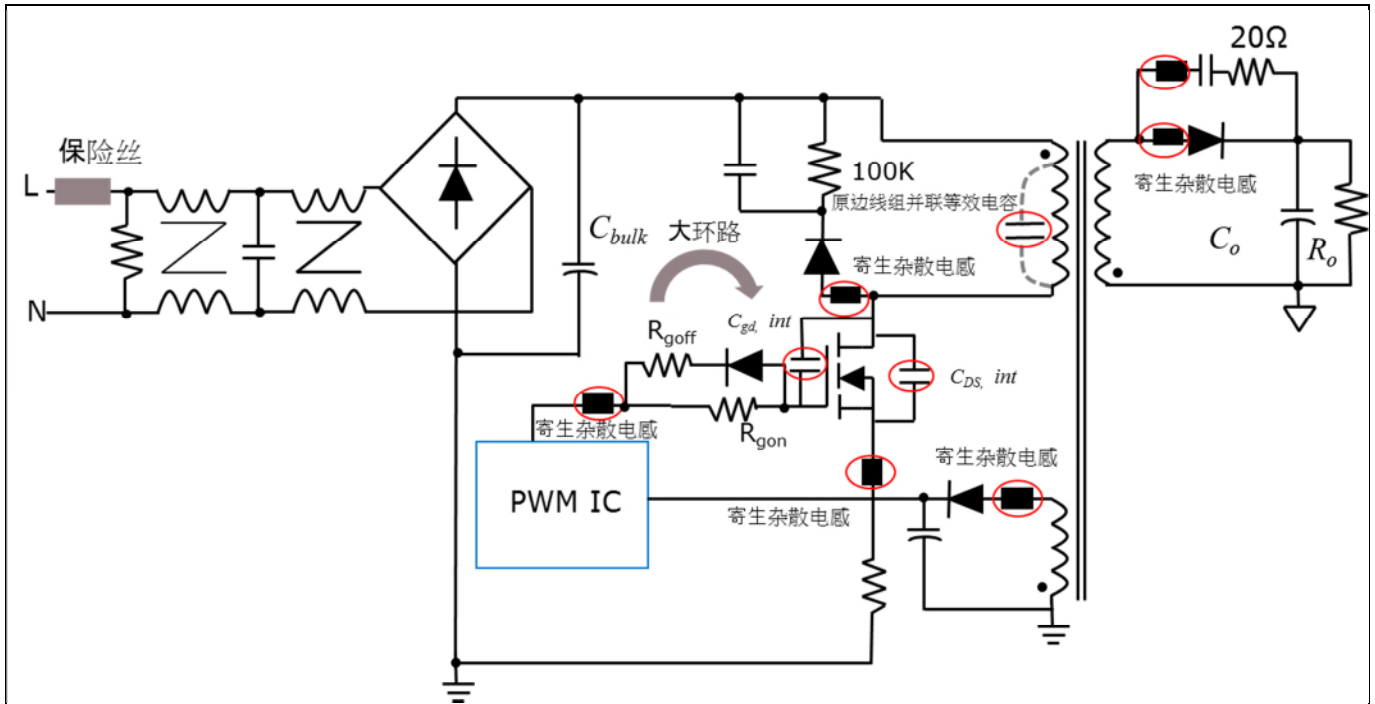 20Ω
保险丝
L
100K
寄生杂散电感
原边线组并联等效电容
C_bulk
大环路
C_o
R_o
寄生杂散电感
N
R_goff
C_gd, int
C_DS, int
寄生杂散电感
R_gon
寄生杂散电感
PWM IC
寄生杂散电感